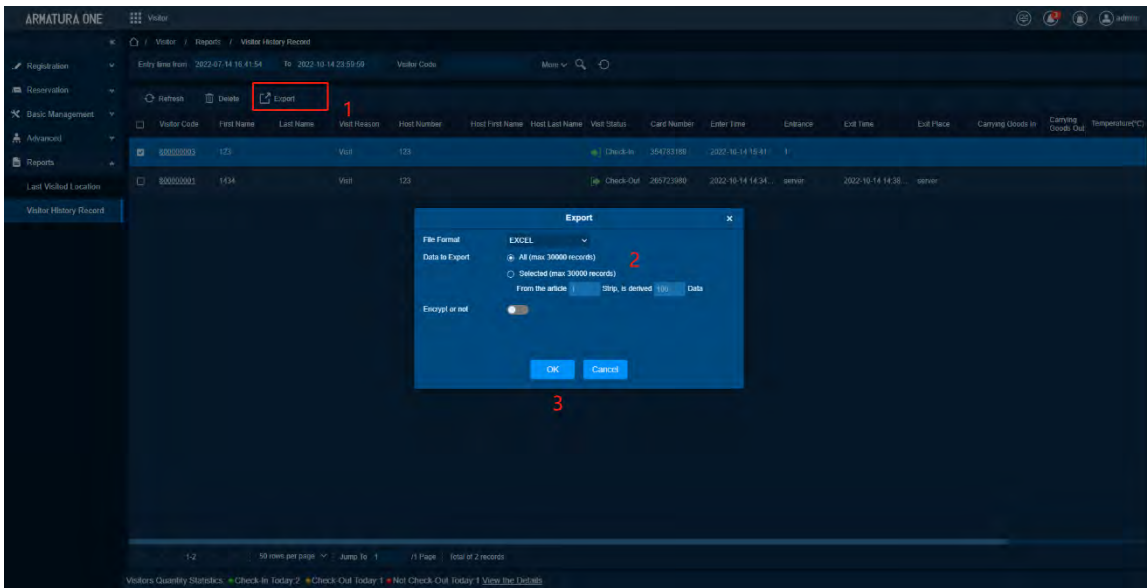 ARMATURA ONE
Visitor
admin
/ Visitor / Reports / Visitor History Record
Registration
Reservation
Basic Management
Advanced
Reports
Last Visited Location
Visitor History Record
Entry time from 2022-07-14 16:41:54 To 2022-10-14 23:59:59 Visitor Code More
Refresh Delete Export
1
Visitor Code First Name Last Name Visit Reason Host Number Host First Name Host Last Name Visit Status Card Number Enter Time Entrance Exit Time Exit Place Carrying Goods In Carrying Goods Out Temperature(°C)
800000003 123 Visit 123 Check-In 354783180 2022-10-14 15:41 1
800000001 1434 Visit 123 Check-Out 265723980 2022-10-14 14:34... server 2022-10-14 14:38... server
Export ×
File Format EXCEL
Data to Export All (max 30000 records)
2
Selected (max 30000 records)
From the article 1 Strip, is derived 100 Data
Encrypt or not
OK Cancel
3
1-2 50 rows per page Jump To 1 /1 Page Total of 2 records
Visitors Quantity Statistics Check-In Today:2 Check-Out Today:1 Not Check-Out Today:1 View the Details